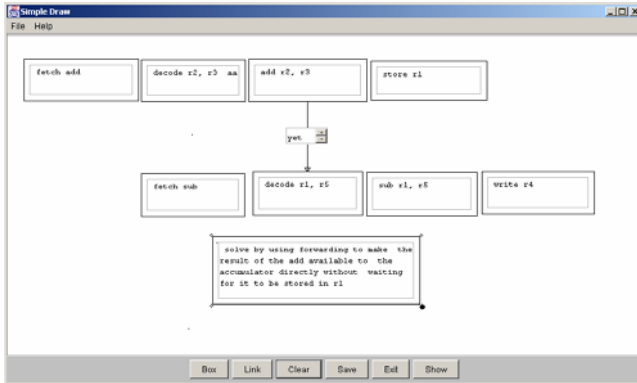 Simple Draw
File Help
fetch add
decode r2, r3 aa
add r2, r3
store r1
yet
fetch sub
decode r1, r5
sub r1, r5
write r4
solve by using forwarding to make the
result of the add available to the
accumulator directly without waiting
for it to be stored in r1
Box Link Clear Save Exit Show